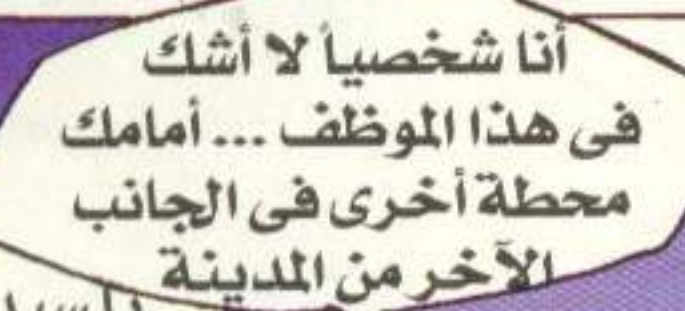 أنا شخصياً لا أشك
فى هذا الموظف ... أمامك
محطة أخرى فى الجانب
الآخر من المدينة